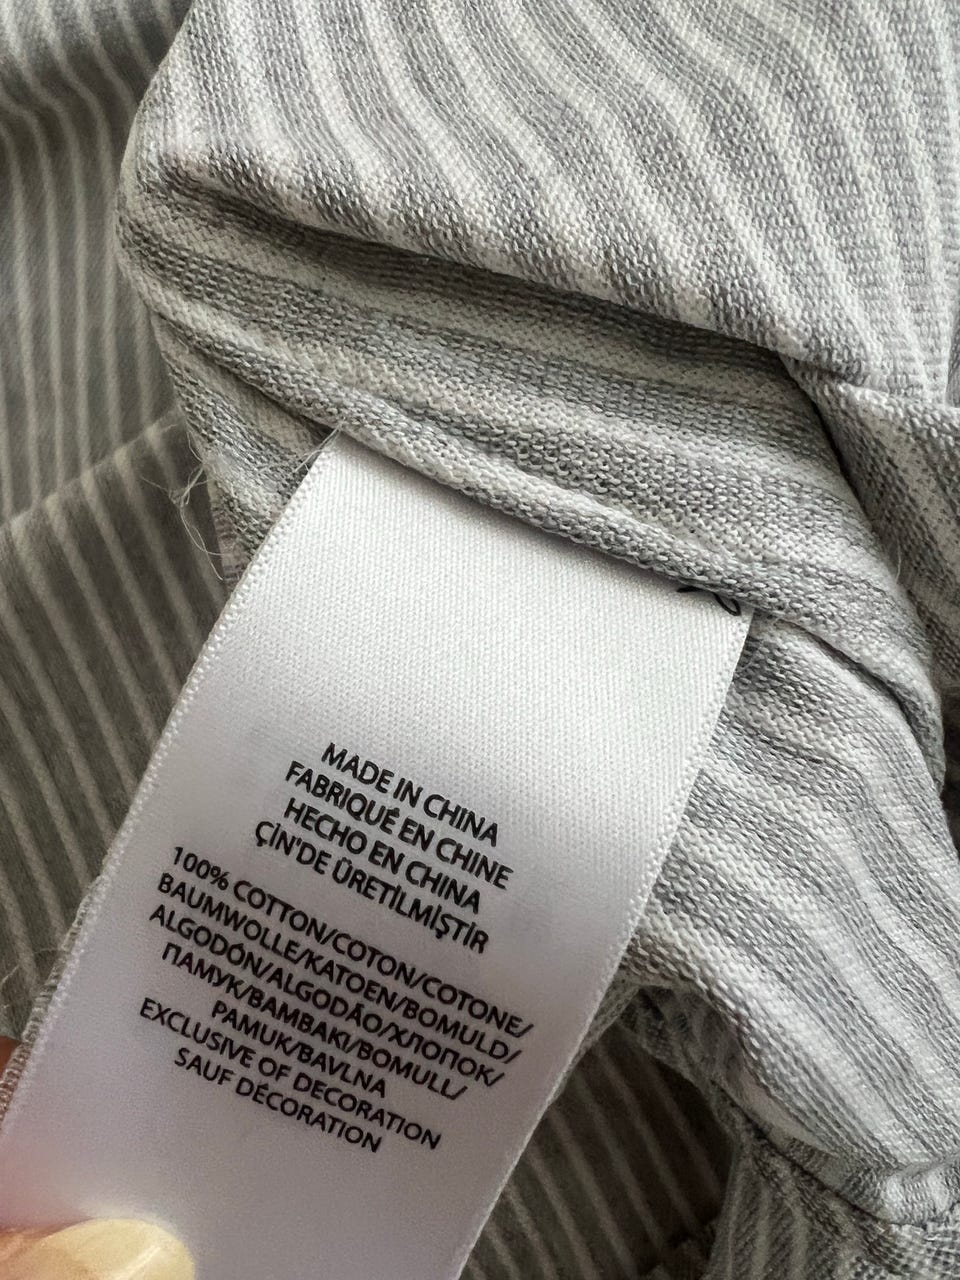 MADE IN CHINA
FABRIQUÉ EN CHINE
HECHO EN CHINA
ÇİN'DE ÜRETİLMİŞTİR
100% COTTON/COTON/COTONE/
BAUMWOLLE/KATOEN/BOMULD/
ALGODÓN/ALGODÃO/ХЛОПОК/
ПАМУК/ΒΑΜΒΑΚΙ/BOMULL/
PAMUK/BAVLNA
EXCLUSIVE OF DECORATION
SAUF DÉCORATION